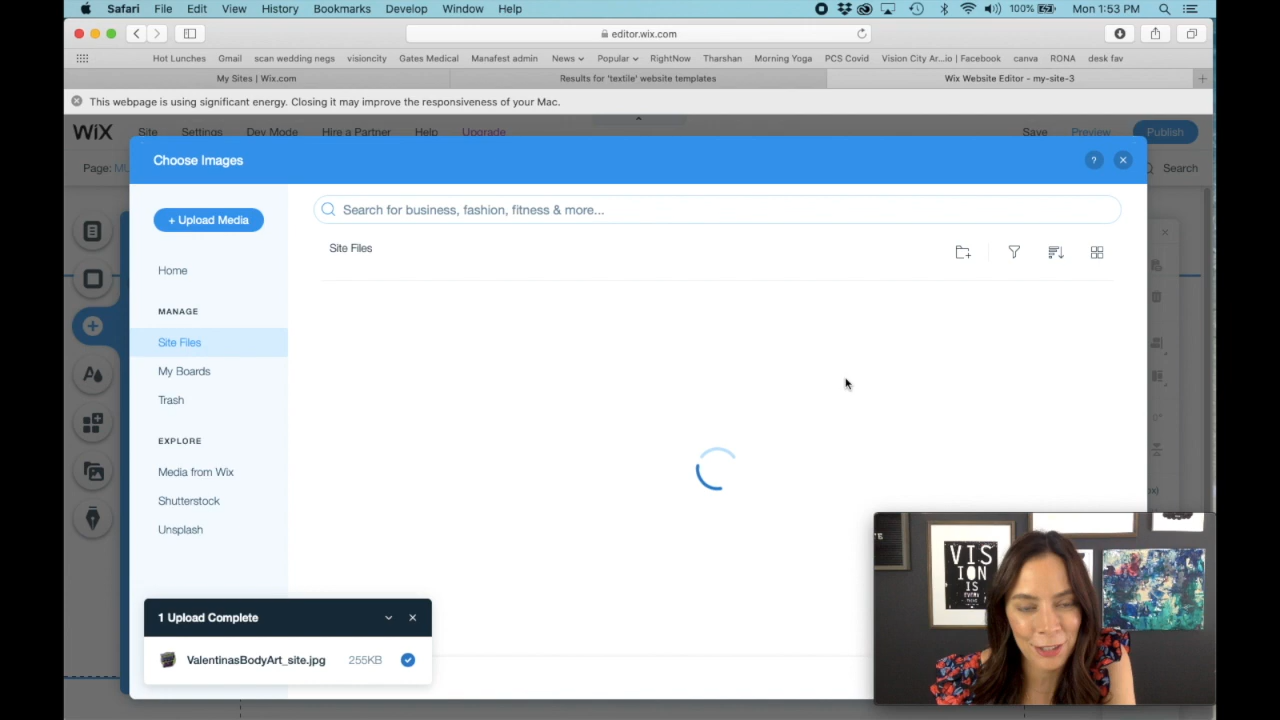 Safari File Edit View History Bookmarks Develop Window Help 100% Mon 1:53 PM
editor.wix.com
Hot Lunches Gmail scan wedding negs visioncity Gates Medical Manafest admin News Popular RightNow Tharshan Morning Yoga PCS Covid Vision City Ar...io | Facebook canva RONA desk fav
My Sites | Wix.com Results for 'textile' website templates Wix Website Editor - my-site-3
This webpage is using significant energy. Closing it may improve the responsiveness of your Mac.
WiX Site Settings Dev Mode Hire a Partner Help Upgrade Save Preview Publish
Page: Search
Choose Images ?
+ Upload Media
Search for business, fashion, fitness & more...
Site Files
Home
MANAGE
Site Files
My Boards
Trash
EXPLORE
Media from Wix
Shutterstock
Unsplash
1 Upload Complete
ValentinasBodyArt_site.jpg 255KB
VIS
ION
IS